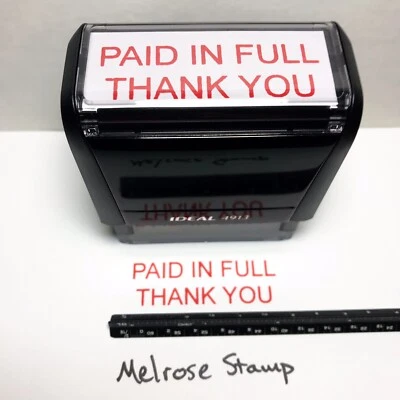 PAID IN FULL
THANK YOU
IDEAL 4913
PAID IN FULL
THANK YOU
Melrose Stamp